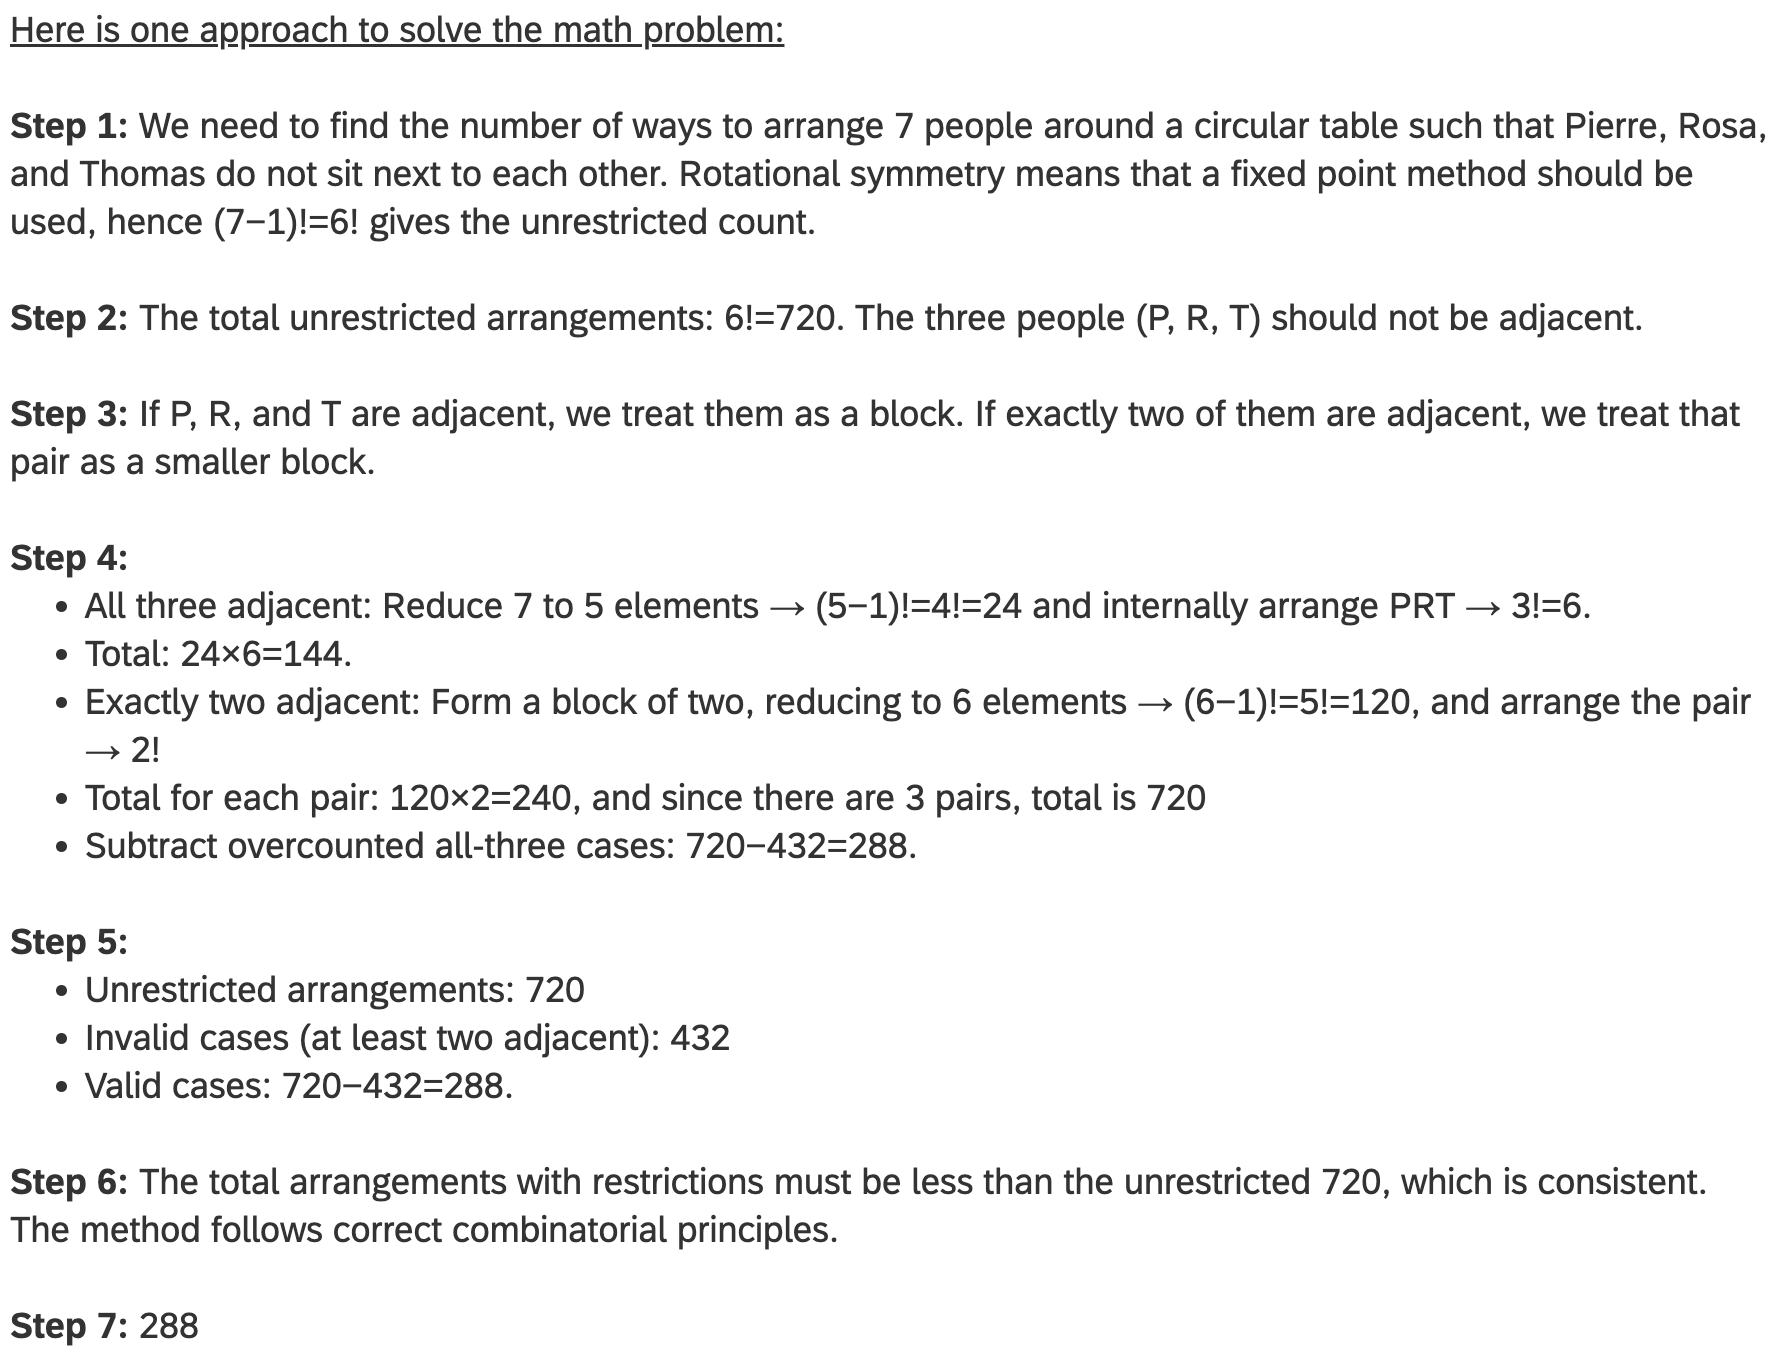 Here is one approach to solve the math problem:
Step 1: We need to find the number of ways to arrange 7 people around a circular table such that Pierre, Rosa,
and Thomas do not sit next to each other. Rotational symmetry means that a fixed point method should be
used, hence (7−1)!=6! gives the unrestricted count.
Step 2: The total unrestricted arrangements: 6!=720. The three people (P, R, T) should not be adjacent.
Step 3: If P, R, and T are adjacent, we treat them as a block. If exactly two of them are adjacent, we treat that
pair as a smaller block.
Step 4:
• All three adjacent: Reduce 7 to 5 elements → (5−1)!=4!=24 and internally arrange PRT → 3!=6.
• Total: 24×6=144.
• Exactly two adjacent: Form a block of two, reducing to 6 elements → (6−1)!=5!=120, and arrange the pair
→ 2!
• Total for each pair: 120×2=240, and since there are 3 pairs, total is 720
• Subtract overcounted all-three cases: 720−432=288.
Step 5:
• Unrestricted arrangements: 720
• Invalid cases (at least two adjacent): 432
• Valid cases: 720−432=288.
Step 6: The total arrangements with restrictions must be less than the unrestricted 720, which is consistent.
The method follows correct combinatorial principles.
Step 7: 288